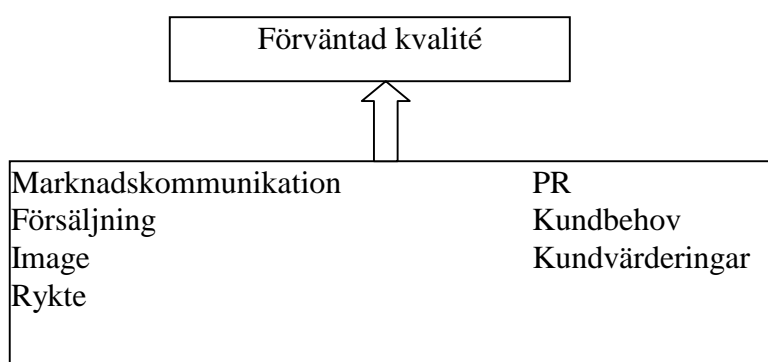 Förväntad kvalité
Marknadskommunikation PR
Försäljning Kundbehov
Image Kundvärderingar
Rykte